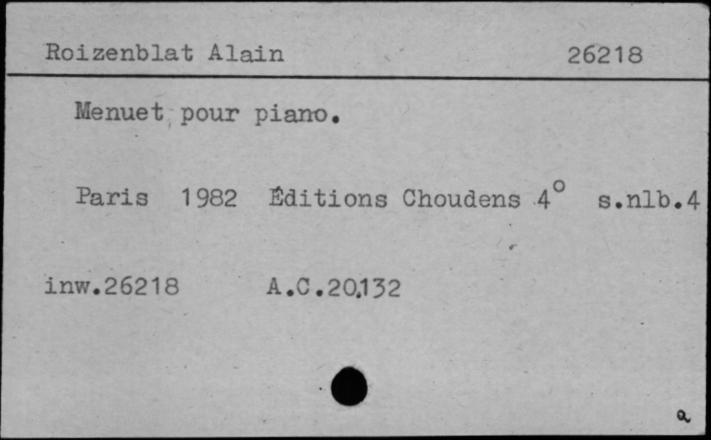 Roizenblat Alain 26218
Menuet pour piano.
Paris 1982 Éditions Choudens 4° s.nlb.4
inw.26218 A.C.20.132
a